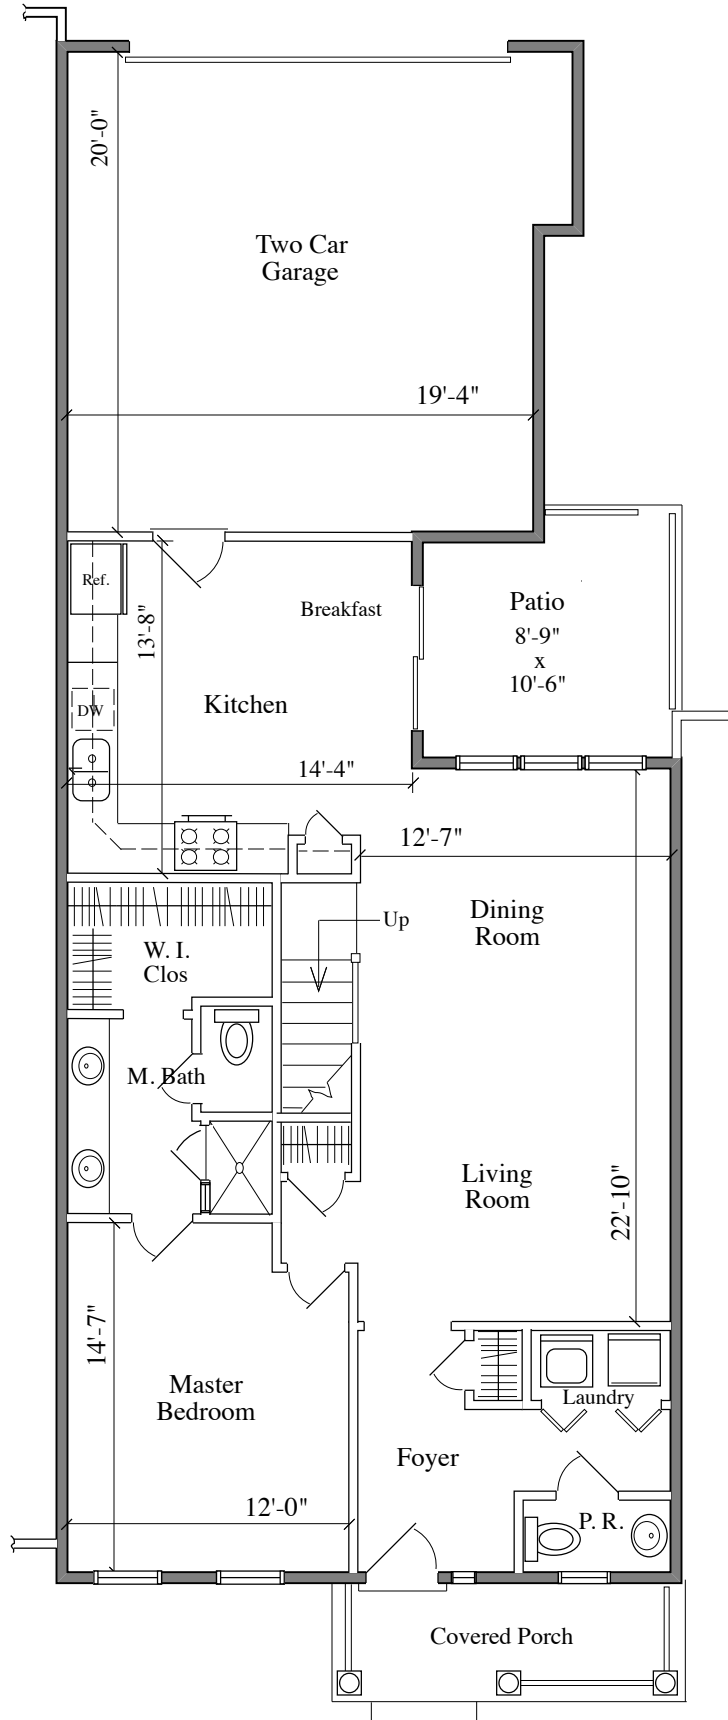 20'-0"
Two Car
Garage
19'-4"
Ref.
Breakfast
13'-8"
Patio
8'-9"
x
10'-6"
Kitchen
DW
14'-4"
12'-7"
Dining
Room
Up
W. I.
Clos
M. Bath
Living
Room
22'-10"
14'-7"
Master
Bedroom
Laundry
Foyer
12'-0"
P. R.
Covered Porch